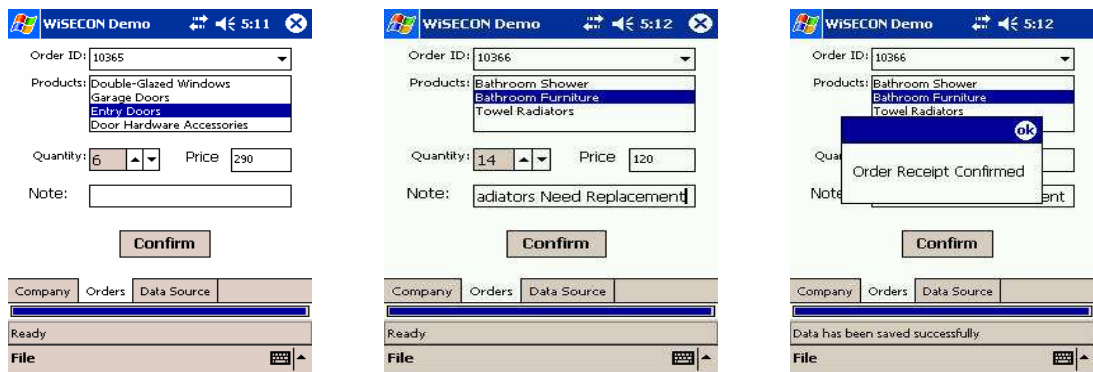 WiSECON Demo 5:11
Order ID: 10365
Products: Double-Glazed Windows
Garage Doors
Entry Doors
Door Hardware Accessories
Quantity: 6 Price 290
Note:
Confirm
Company Orders Data Source
Ready
File
WiSECON Demo 5:12
Order ID: 10366
Products: Bathroom Shower
Bathroom Furniture
Towel Radiators
Quantity: 14 Price 120
Note: adiators Need Replacement
Confirm
Company Orders Data Source
Ready
File
WiSECON Demo 5:12
Order ID: 10366
Products: Bathroom Shower
Bathroom Furniture
Towel Radiators
ok
Qua
Order Receipt Confirmed
Note ent
Confirm
Company Orders Data Source
Data has been saved successfully
File